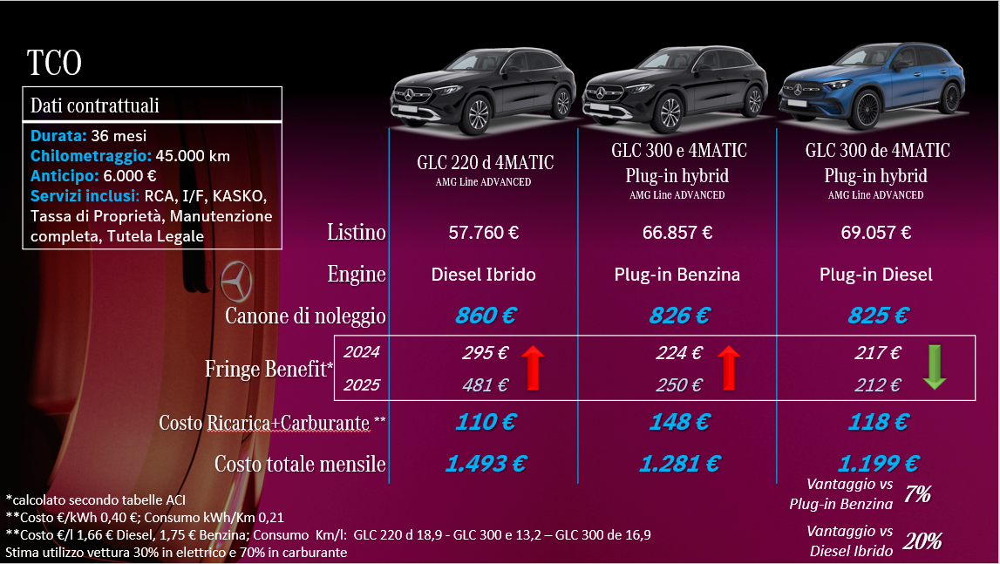 TCO
Dati contrattuali
Durata: 36 mesi
Chilometraggio: 45.000 km
Anticipo: 6.000 €
Servizi inclusi: RCA, I/F, KASKO,
Tassa di Proprietà, Manutenzione
completa, Tutela Legale
GLC 220 d 4MATIC
AMG Line ADVANCED
GLC 300 e 4MATIC
Plug-in hybrid
AMG Line ADVANCED
GLC 300 de 4MATIC
Plug-in hybrid
AMG Line ADVANCED
Listino 57.760 € 66.857 € 69.057 €
Engine Diesel Ibrido Plug-in Benzina Plug-in Diesel
Canone di noleggio 860 € 826 € 825 €
Fringe Benefit*
2024 295 € 224 € 217 €
2025 481 € 250 € 212 €
Costo Ricarica+Carburante ** 110 € 148 € 118 €
Costo totale mensile 1.493 € 1.281 € 1.199 €
Vantaggio vs
Plug-in Benzina 7%
Vantaggio vs
Diesel Ibrido 20%
*calcolato secondo tabelle ACI
**Costo €/kWh 0,40 €; Consumo kWh/Km 0,21
**Costo €/l 1,66 € Diesel, 1,75 € Benzina; Consumo Km/l: GLC 220 d 18,9 - GLC 300 e 13,2 – GLC 300 de 16,9
Stima utilizzo vettura 30% in elettrico e 70% in carburante